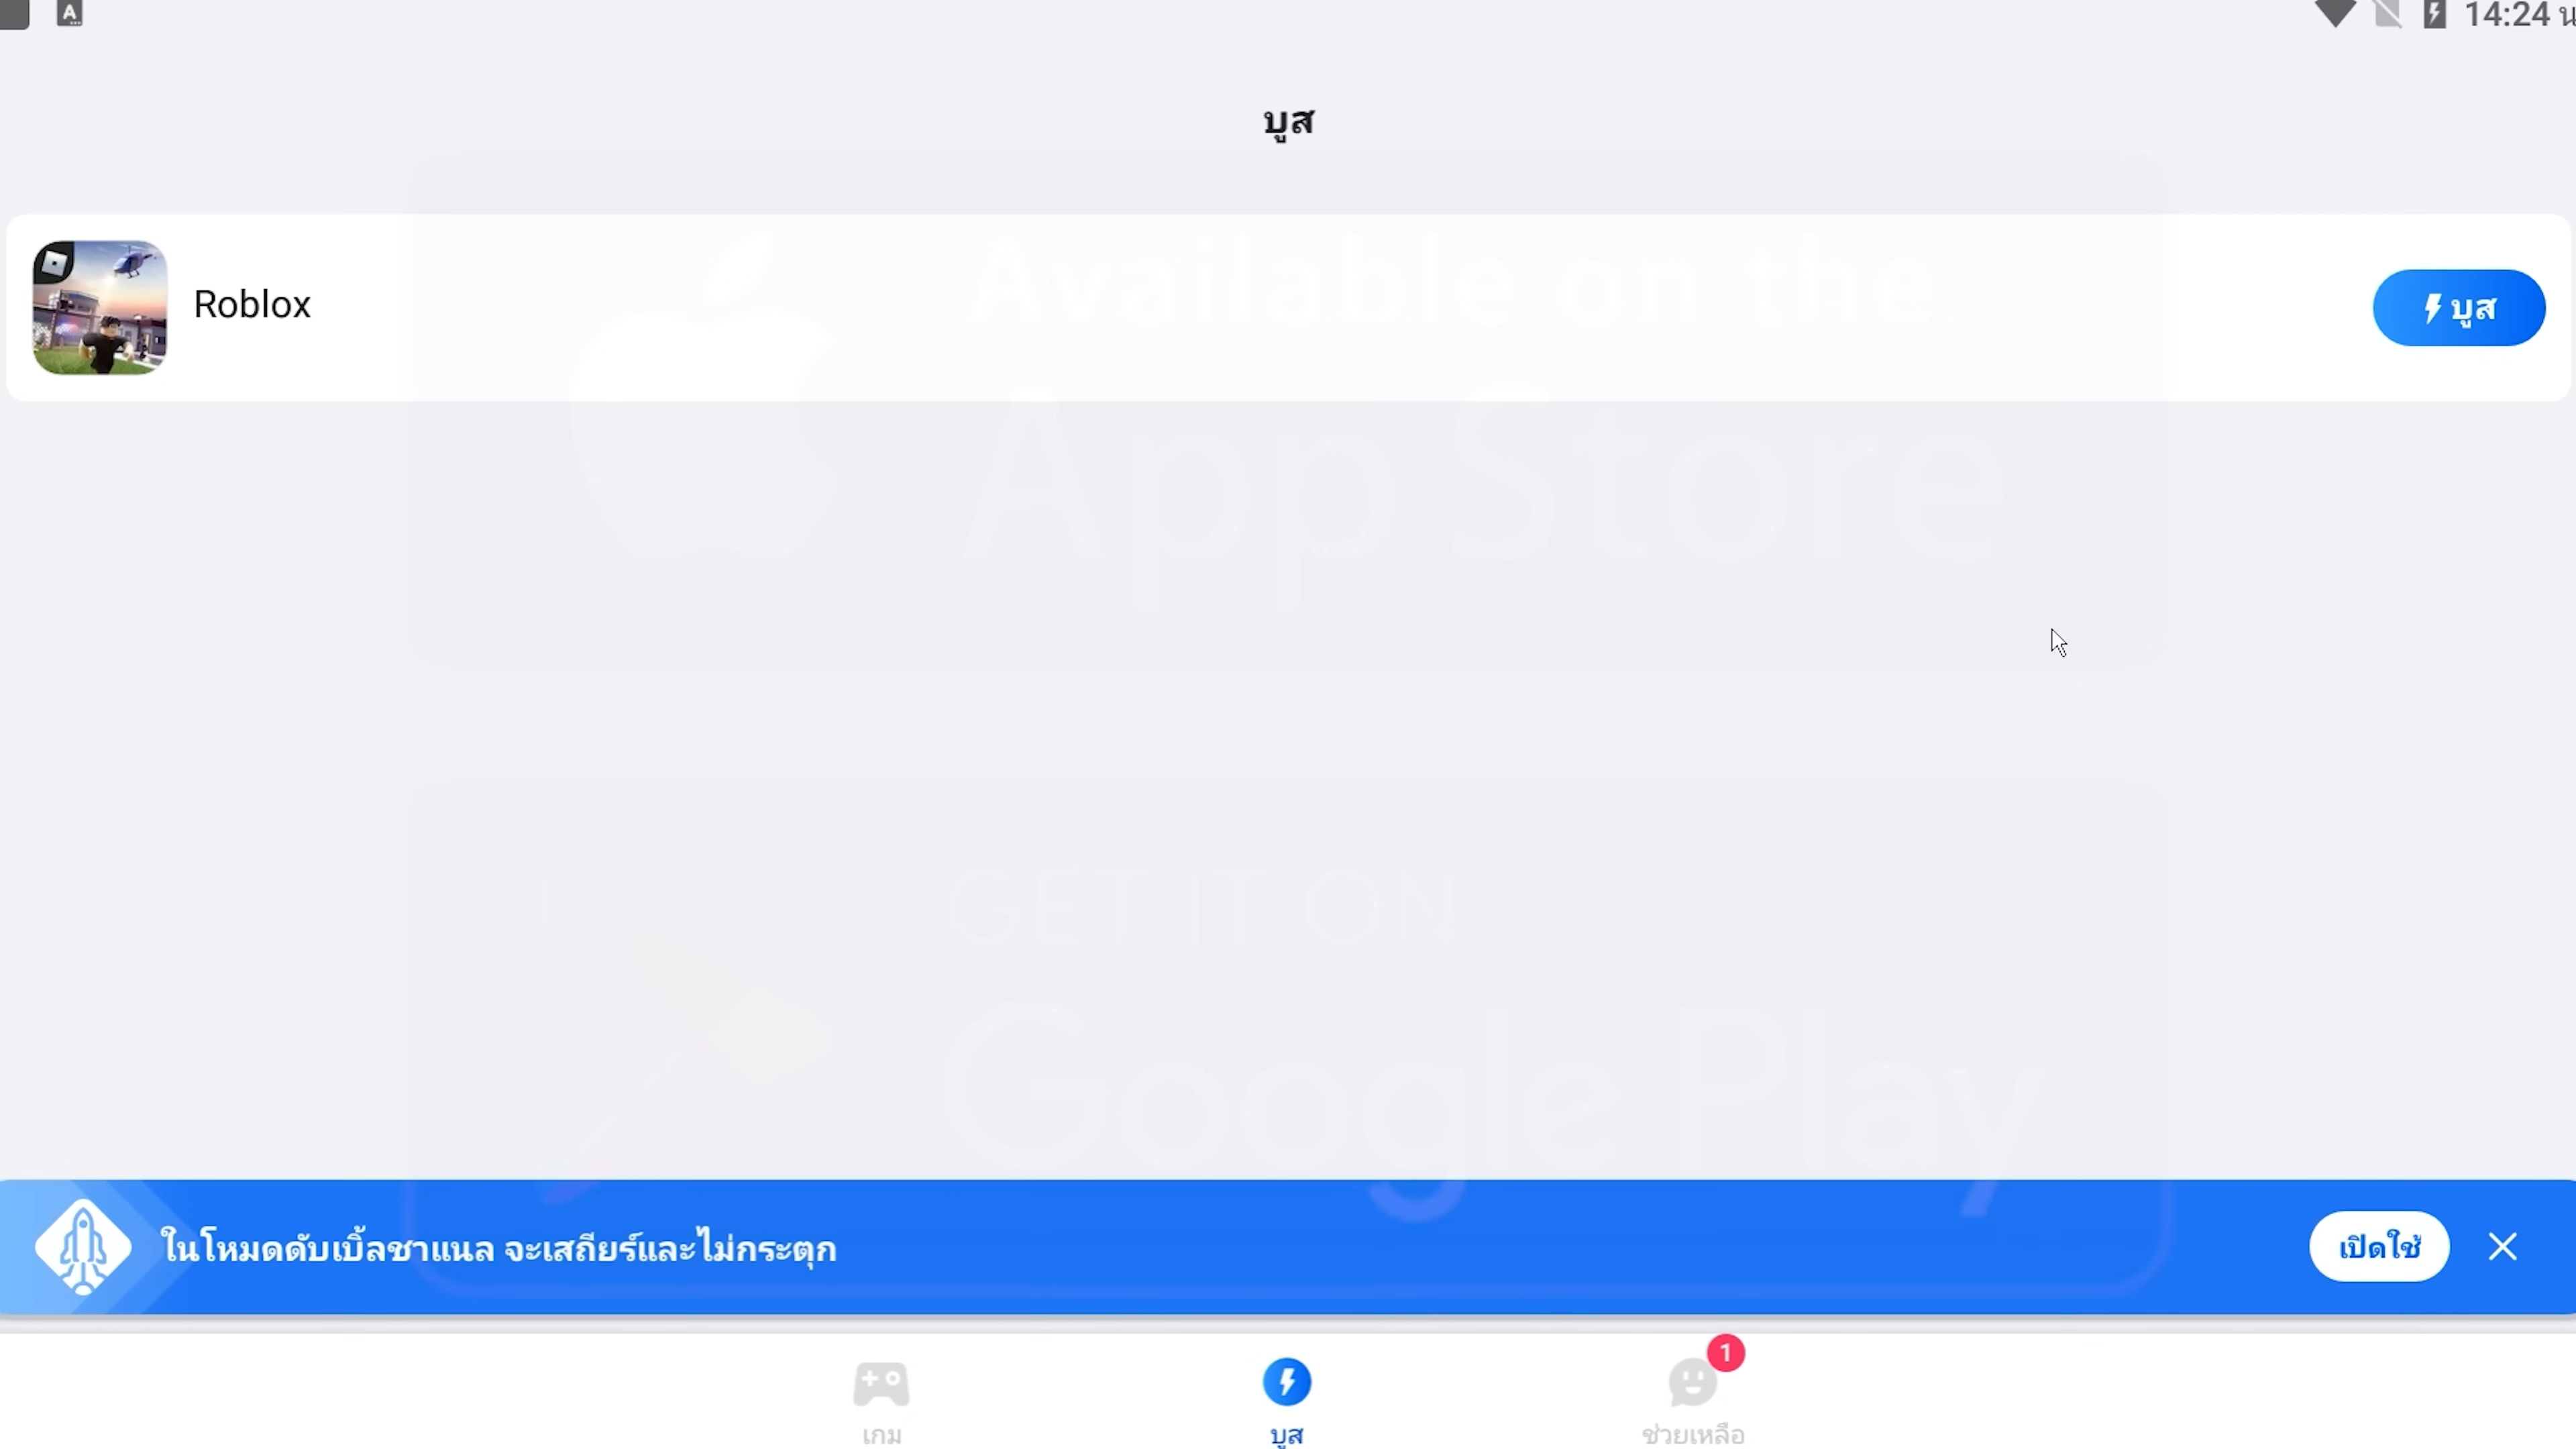 14:24 น
บูส
Roblox
บูส
Available on the
App Store
GET IT ON
Google Play
ในโหมดดับเบิ้ลชาแนล จะเสถียร์และไม่กระตุก
เปิดใช้
1
เกม
บูส
ช่วยเหลือ